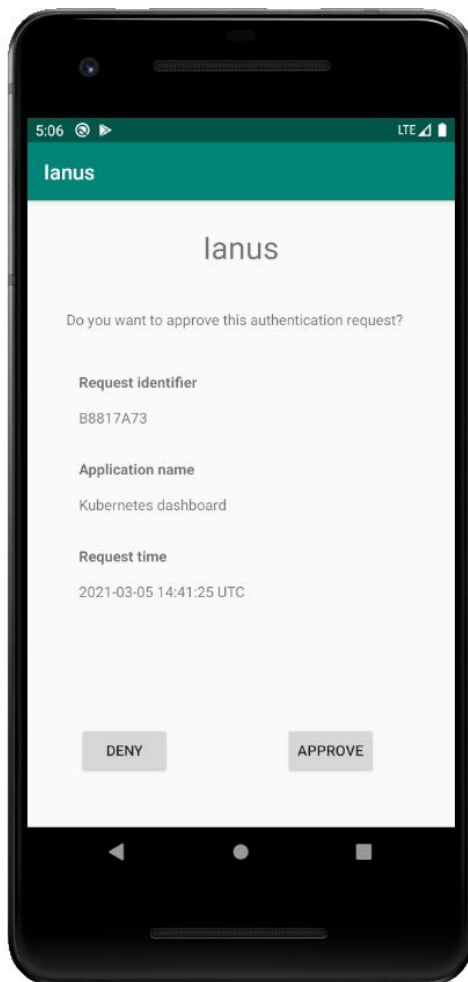 5:06 LTE
Ianus
Ianus
Do you want to approve this authentication request?
Request identifier
B8817A73
Application name
Kubernetes dashboard
Request time
2021-03-05 14:41:25 UTC
DENY APPROVE